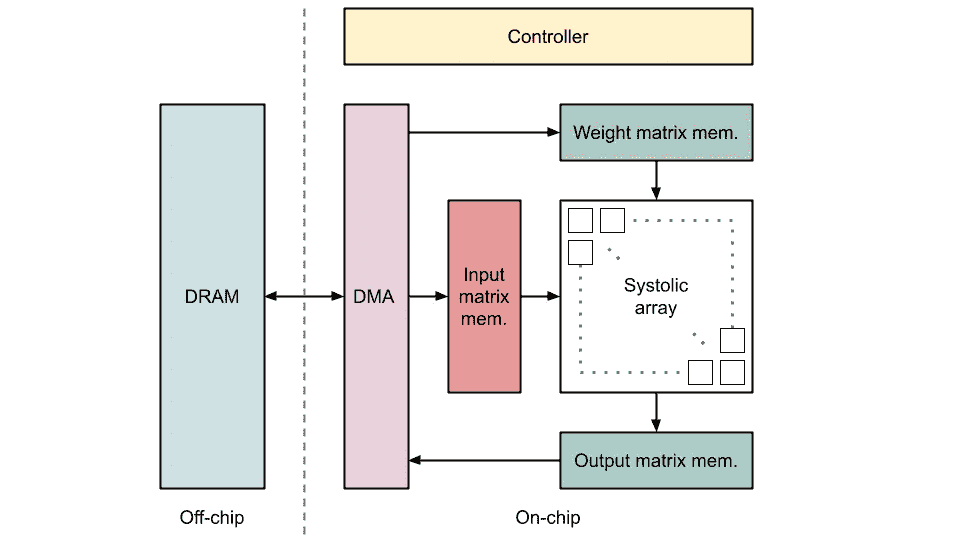 Controller
Weight matrix mem.
DRAM
DMA
Input
matrix
mem.
Systolic
array
Output matrix mem.
Off-chip
On-chip